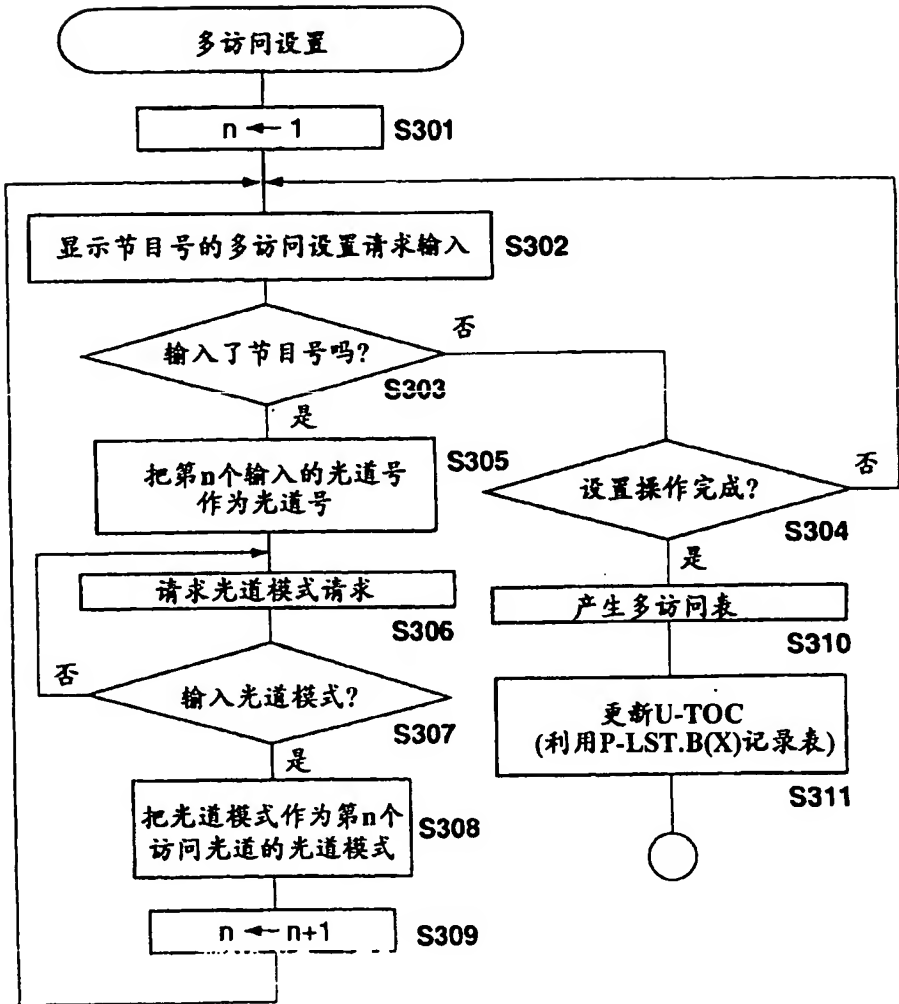 多访问设置
n ← 1
S301
显示节目号的多访问设置请求输入
S302
输入了节目号吗?
否
S303
是
把第n个输入的光道号
作为光道号
S305
设置操作完成?
否
S304
是
请求光道模式请求
S306
产生多访问表
S310
输入光道模式?
否
S307
是
更新U-TOC
(利用P-LST.B(X)记录表)
S311
把光道模式作为第n个
访问光道的光道模式
S308
n ← n+1
S309